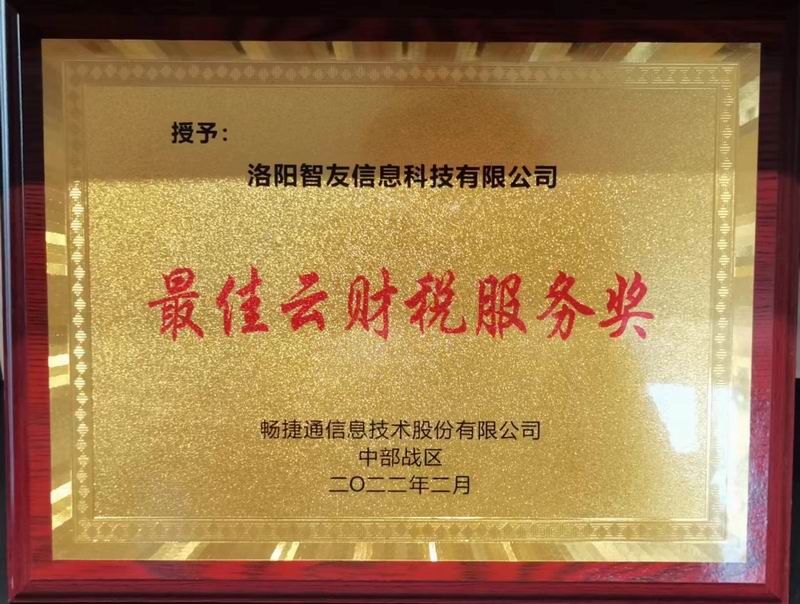 授予：
洛阳智友信息科技有限公司
最佳云财税服务奖
畅捷通信息技术股份有限公司
中部战区
二〇二二年二月